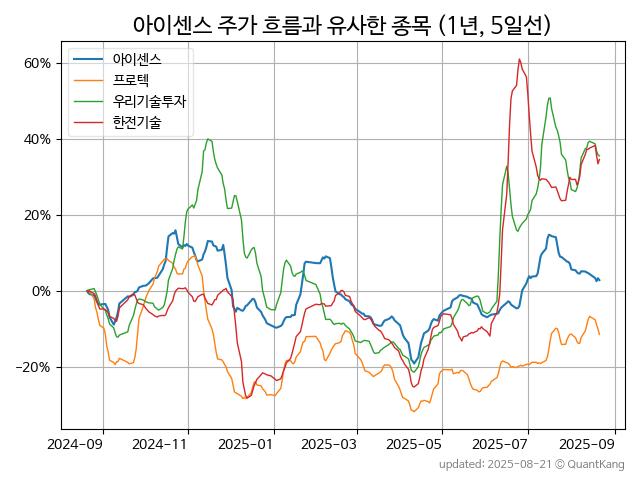 아이센스 주가 흐름과 유사한 종목 (1년, 5일선)
아이센스
프로텍
우리기술투자
한전기술
60%
40%
20%
0%
−20%
2024-09
2024-11
2025-01
2025-03
2025-05
2025-07
2025-09
updated: 2025-08-21 © QuantKang